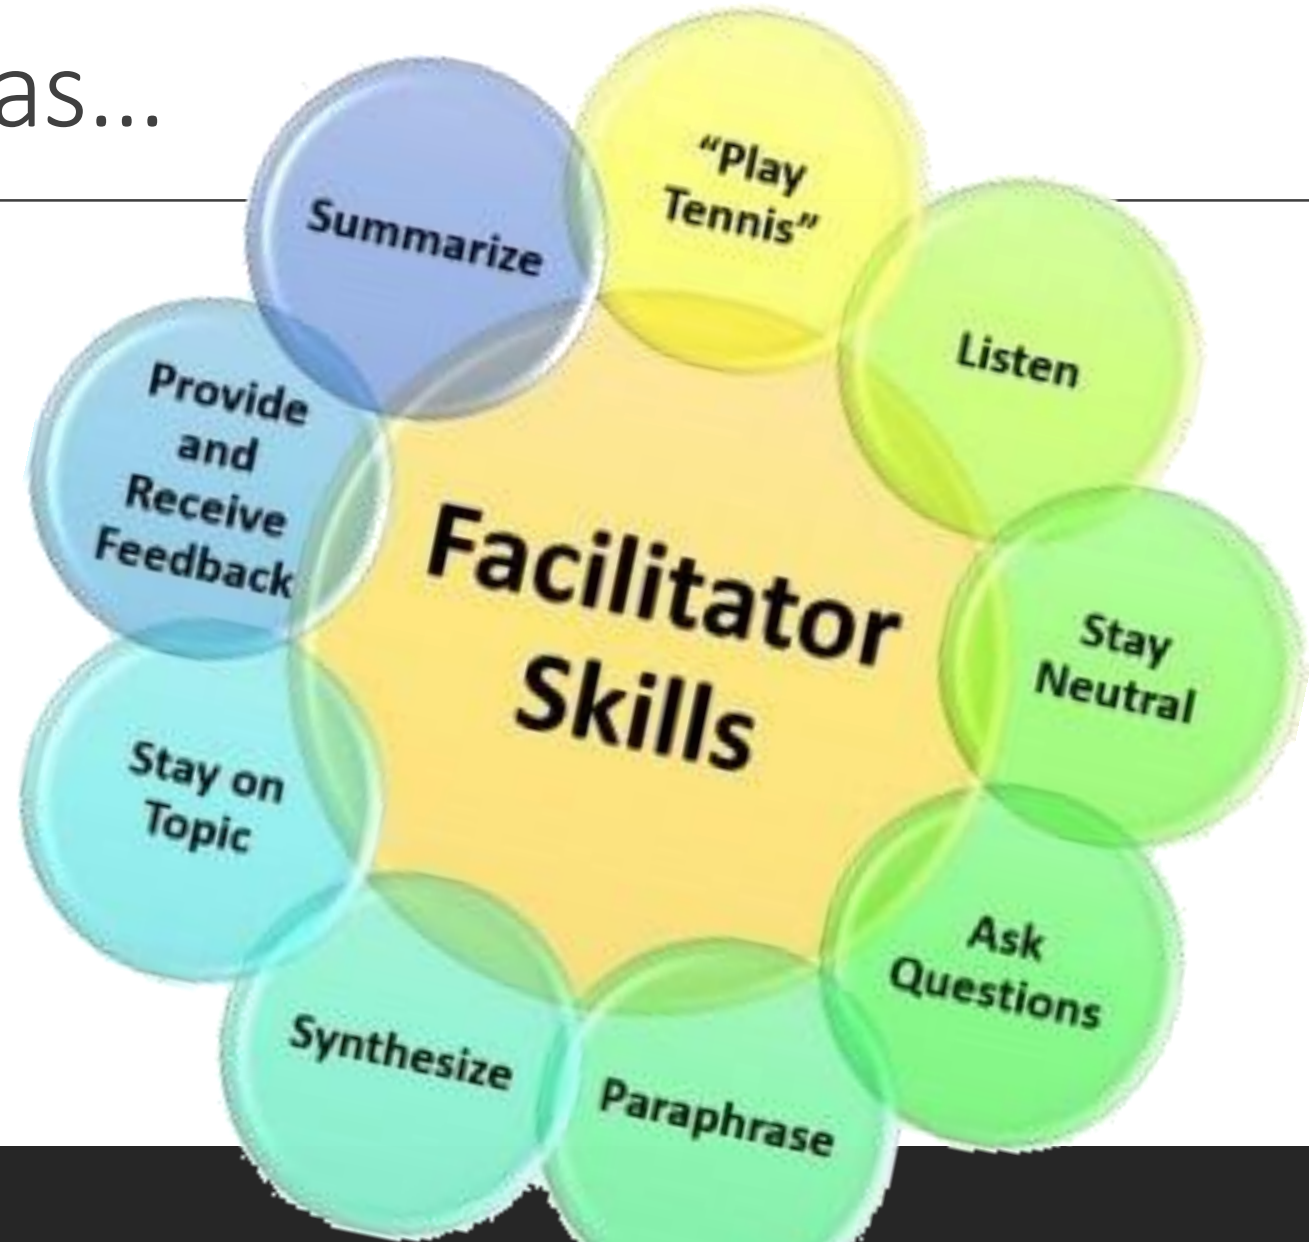 as...
Facilitator
Skills
“Play
Tennis”
Listen
Stay
Neutral
Ask
Questions
Paraphrase
Synthesize
Stay on
Topic
Provide
and
Receive
Feedback
Summarize